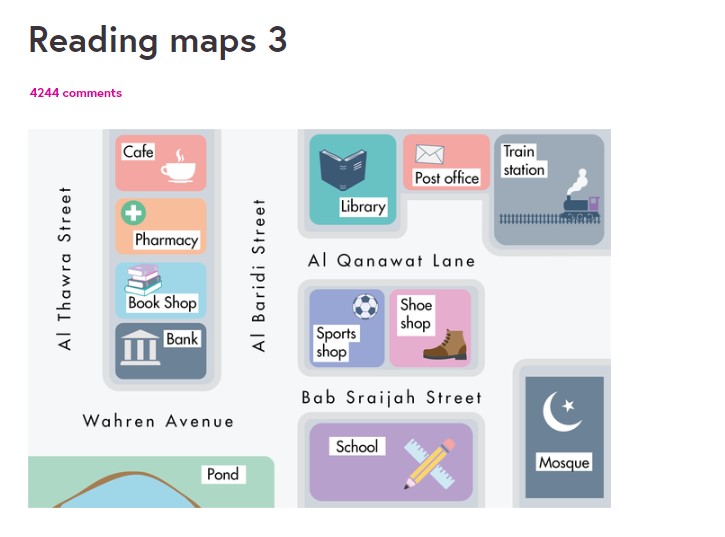 Reading maps 3
4244 comments
Cafe
Pharmacy
Book Shop
Bank
Al Thawra Street
Al Baridi Street
Library
Post office
Train
station
Al Qanawat Lane
Sports
shop
Shoe
shop
Bab Sraijah Street
Wahren Avenue
Pond
School
Mosque